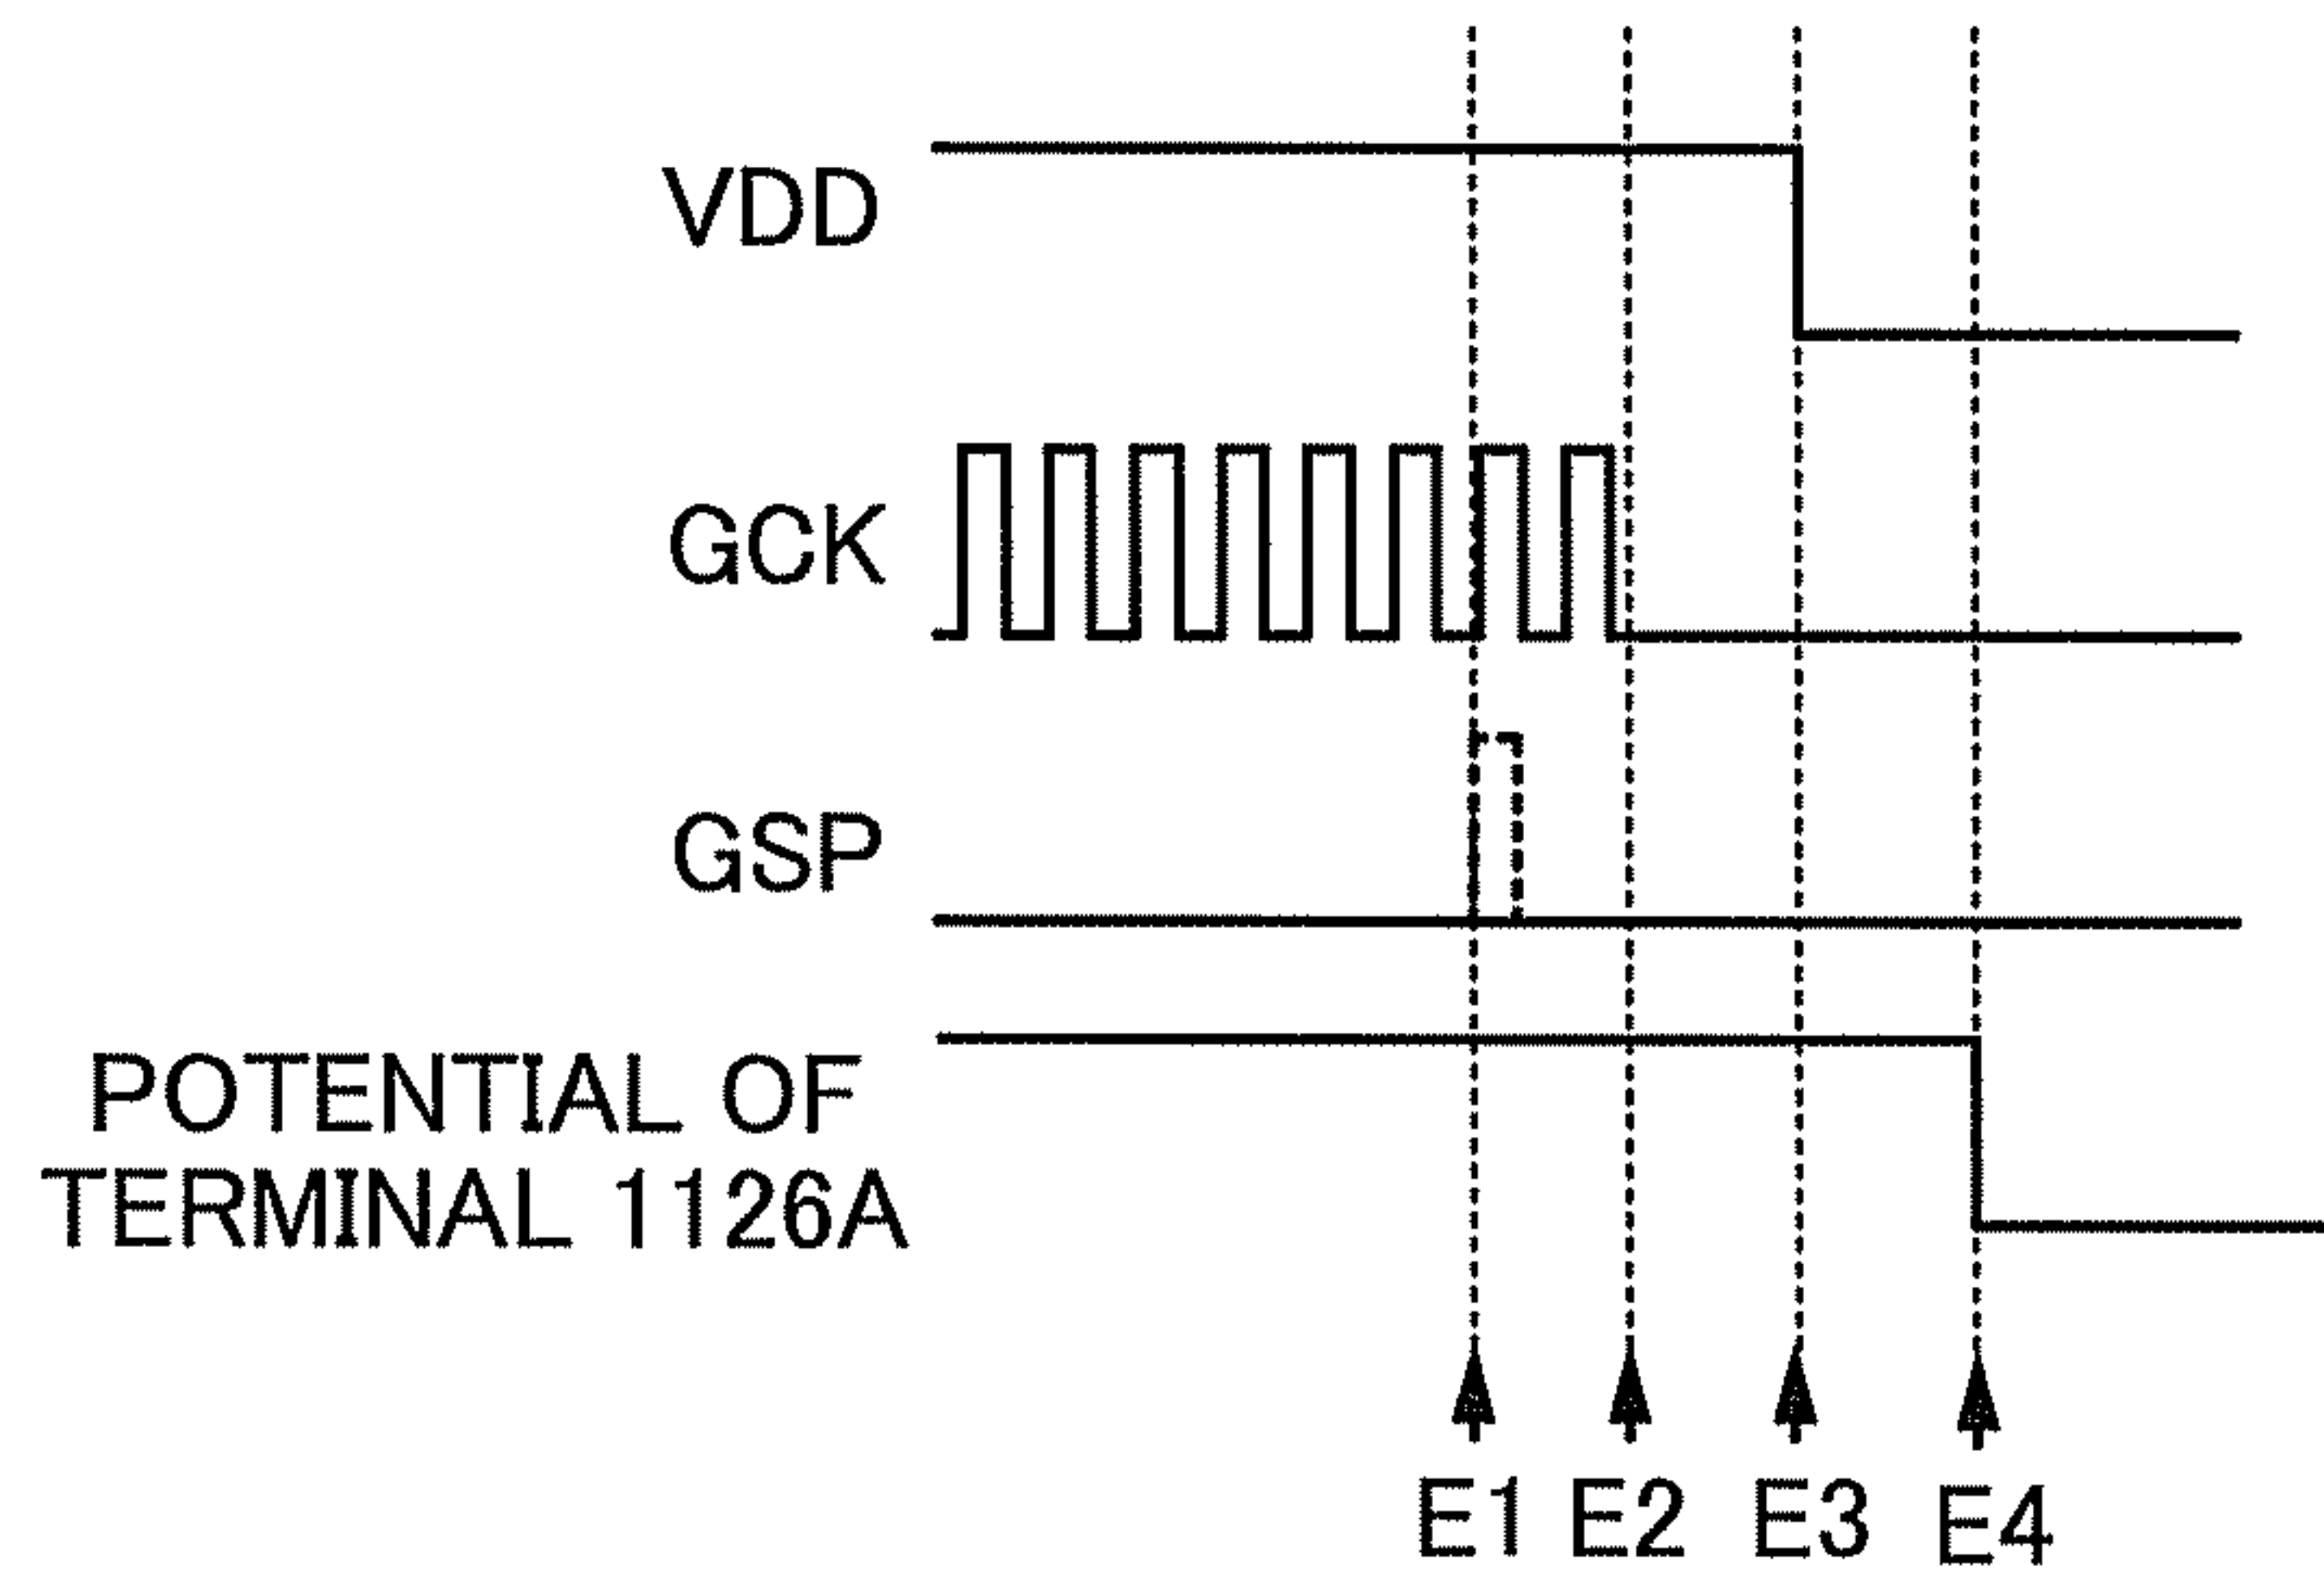 VDD
GCK
GSP
POTENTIAL OF
TERMINAL 1126A
E1 E2 E3 E4